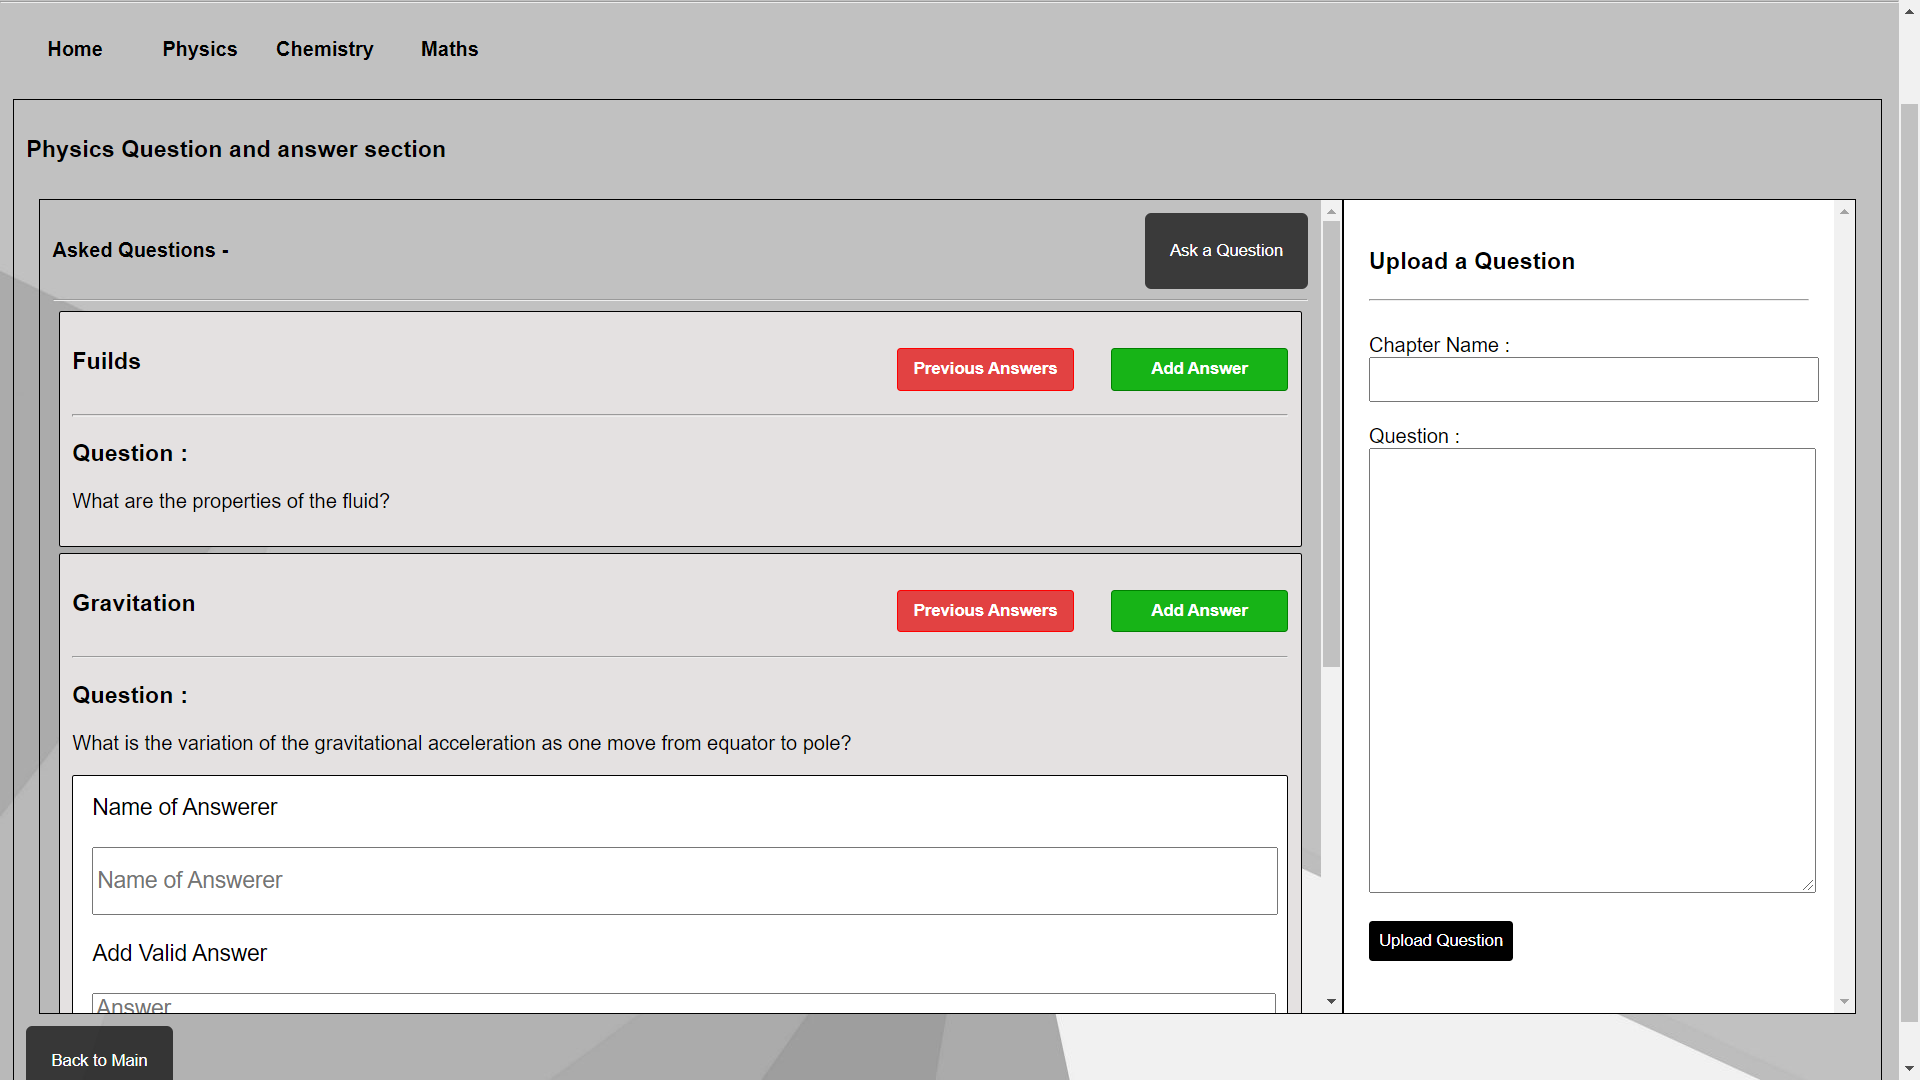 Home Physics Chemistry Maths
Physics Question and answer section
Asked Questions -
Ask a Question
Fuilds
Previous Answers
Add Answer
Question :
What are the properties of the fluid?
Gravitation
Previous Answers
Add Answer
Question :
What is the variation of the gravitational acceleration as one move from equator to pole?
Name of Answerer
Name of Answerer
Add Valid Answer
Answer
Upload a Question
Chapter Name :
Question :
Upload Question
Back to Main